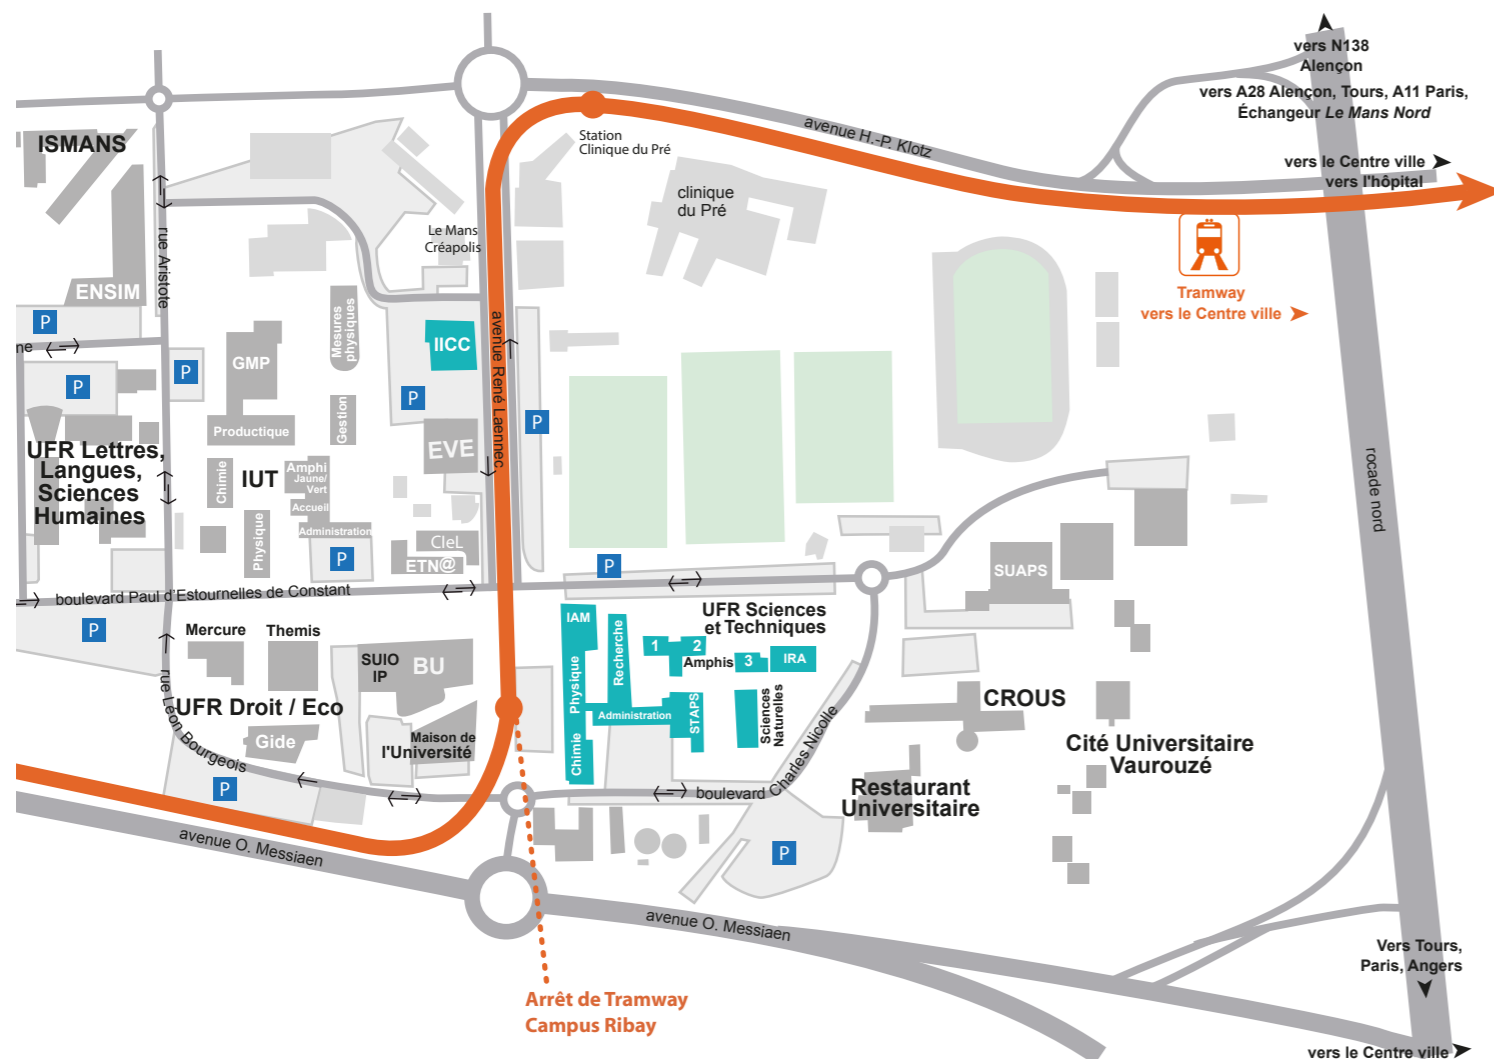 vers N138
Alençon
vers A28 Alençon, Tours, A11 Paris,
Échangeur Le Mans Nord
avenue H.-P. Klotz
Station
Clinique du Pré
ISMANS
vers le Centre ville
vers l'hôpital
clinique
du Pré
Le Mans
Créapolis
rue Aristote
ENSIM
Tramway
vers le Centre ville
P
Mesures
physiques
IICC
avenue René Laennec
ne
GMP
P
P
P
P
Gestion
Productique
EVE
UFR Lettres,
Langues,
Sciences
Humaines
IUT
Chimie
Amphi
Jaune/
Vert
Accueil
Administration
Physique
rocade nord
CIeL
ETN@
P
P
SUAPS
boulevard Paul d'Estournelles de Constant
P
Mercure
Themis
IAM
Recherche
UFR Sciences
et Techniques
1
2
Amphis
3
IRA
SUIO
IP
BU
Physique
UFR Droit / Eco
Administration
STAPS
Sciences
Naturelles
CROUS
rue Léon Bourgeois
Gide
Maison de
l'Université
Chimie
boulevard Charles Nicolle
Cité Universitaire
Vaurouzé
Restaurant
Universitaire
P
P
avenue O. Messiaen
avenue O. Messiaen
Vers Tours,
Paris, Angers
Arrêt de Tramway
Campus Ribay
vers le Centre ville